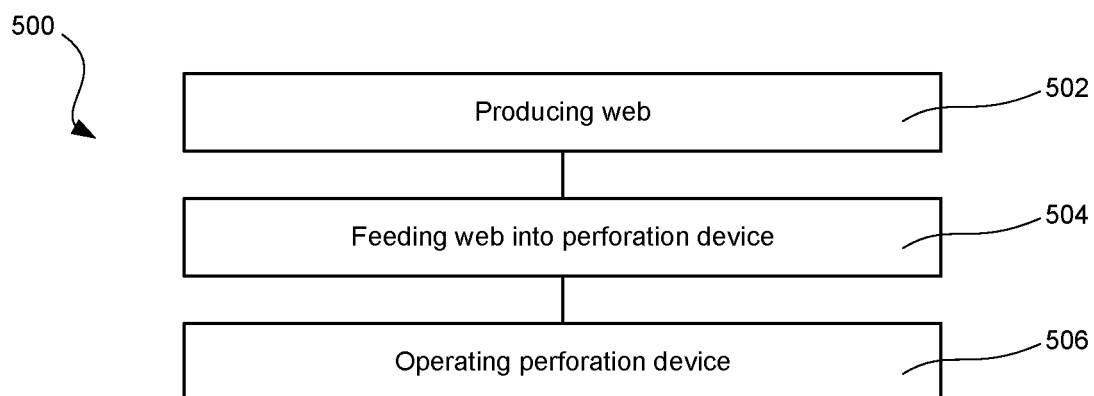 500
Producing web
502
Feeding web into perforation device
504
Operating perforation device
506